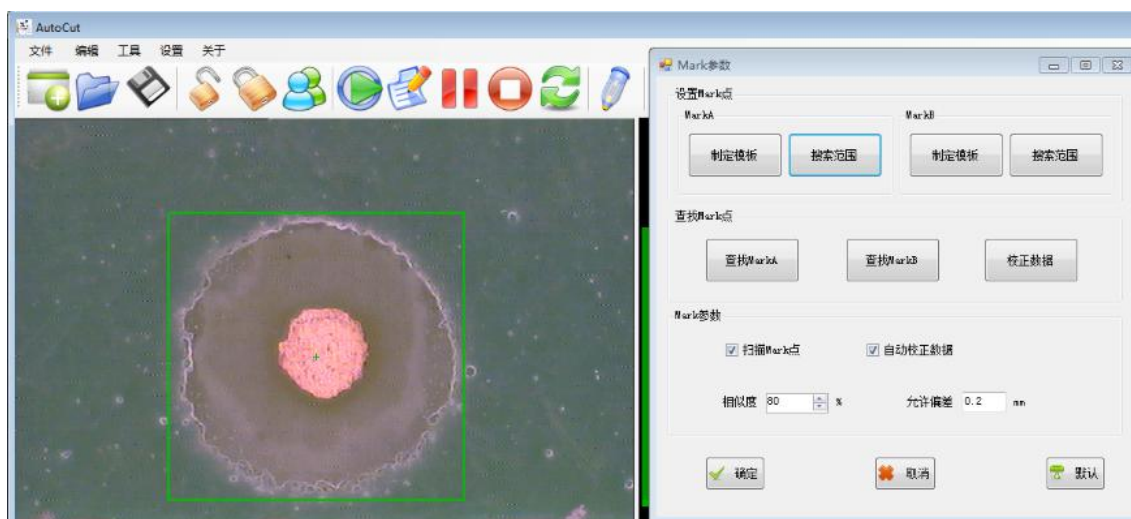 AutoCut
文件 编辑 工具 设置 关于
Mark参数
设置Mark点
MarkA MarkB
制定模板 搜索范围 制定模板 搜索范围
查找Mark点
查找MarkA 查找MarkB 校正数据
Mark参数
扫描Mark点 自动校正数据
相似度 80 % 允许偏差 0.2 mm
确定 取消 默认